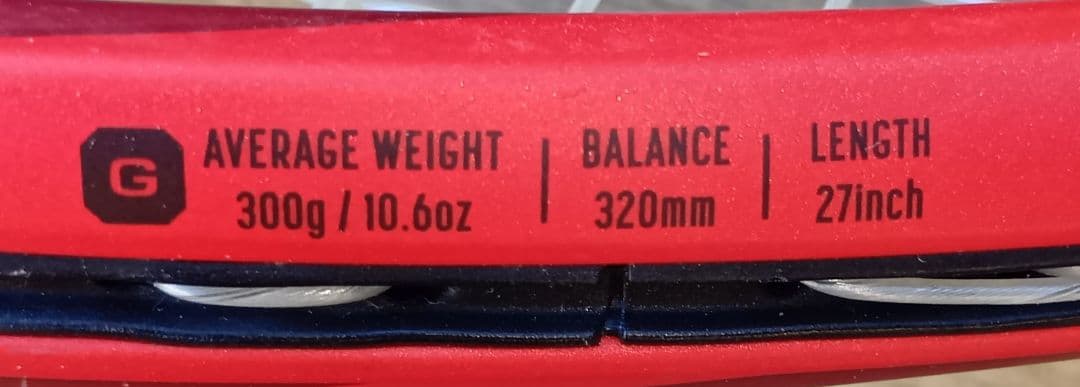 G
AVERAGE WEIGHT | BALANCE | LENGTH
300g / 10.6oz | 320mm | 27inch